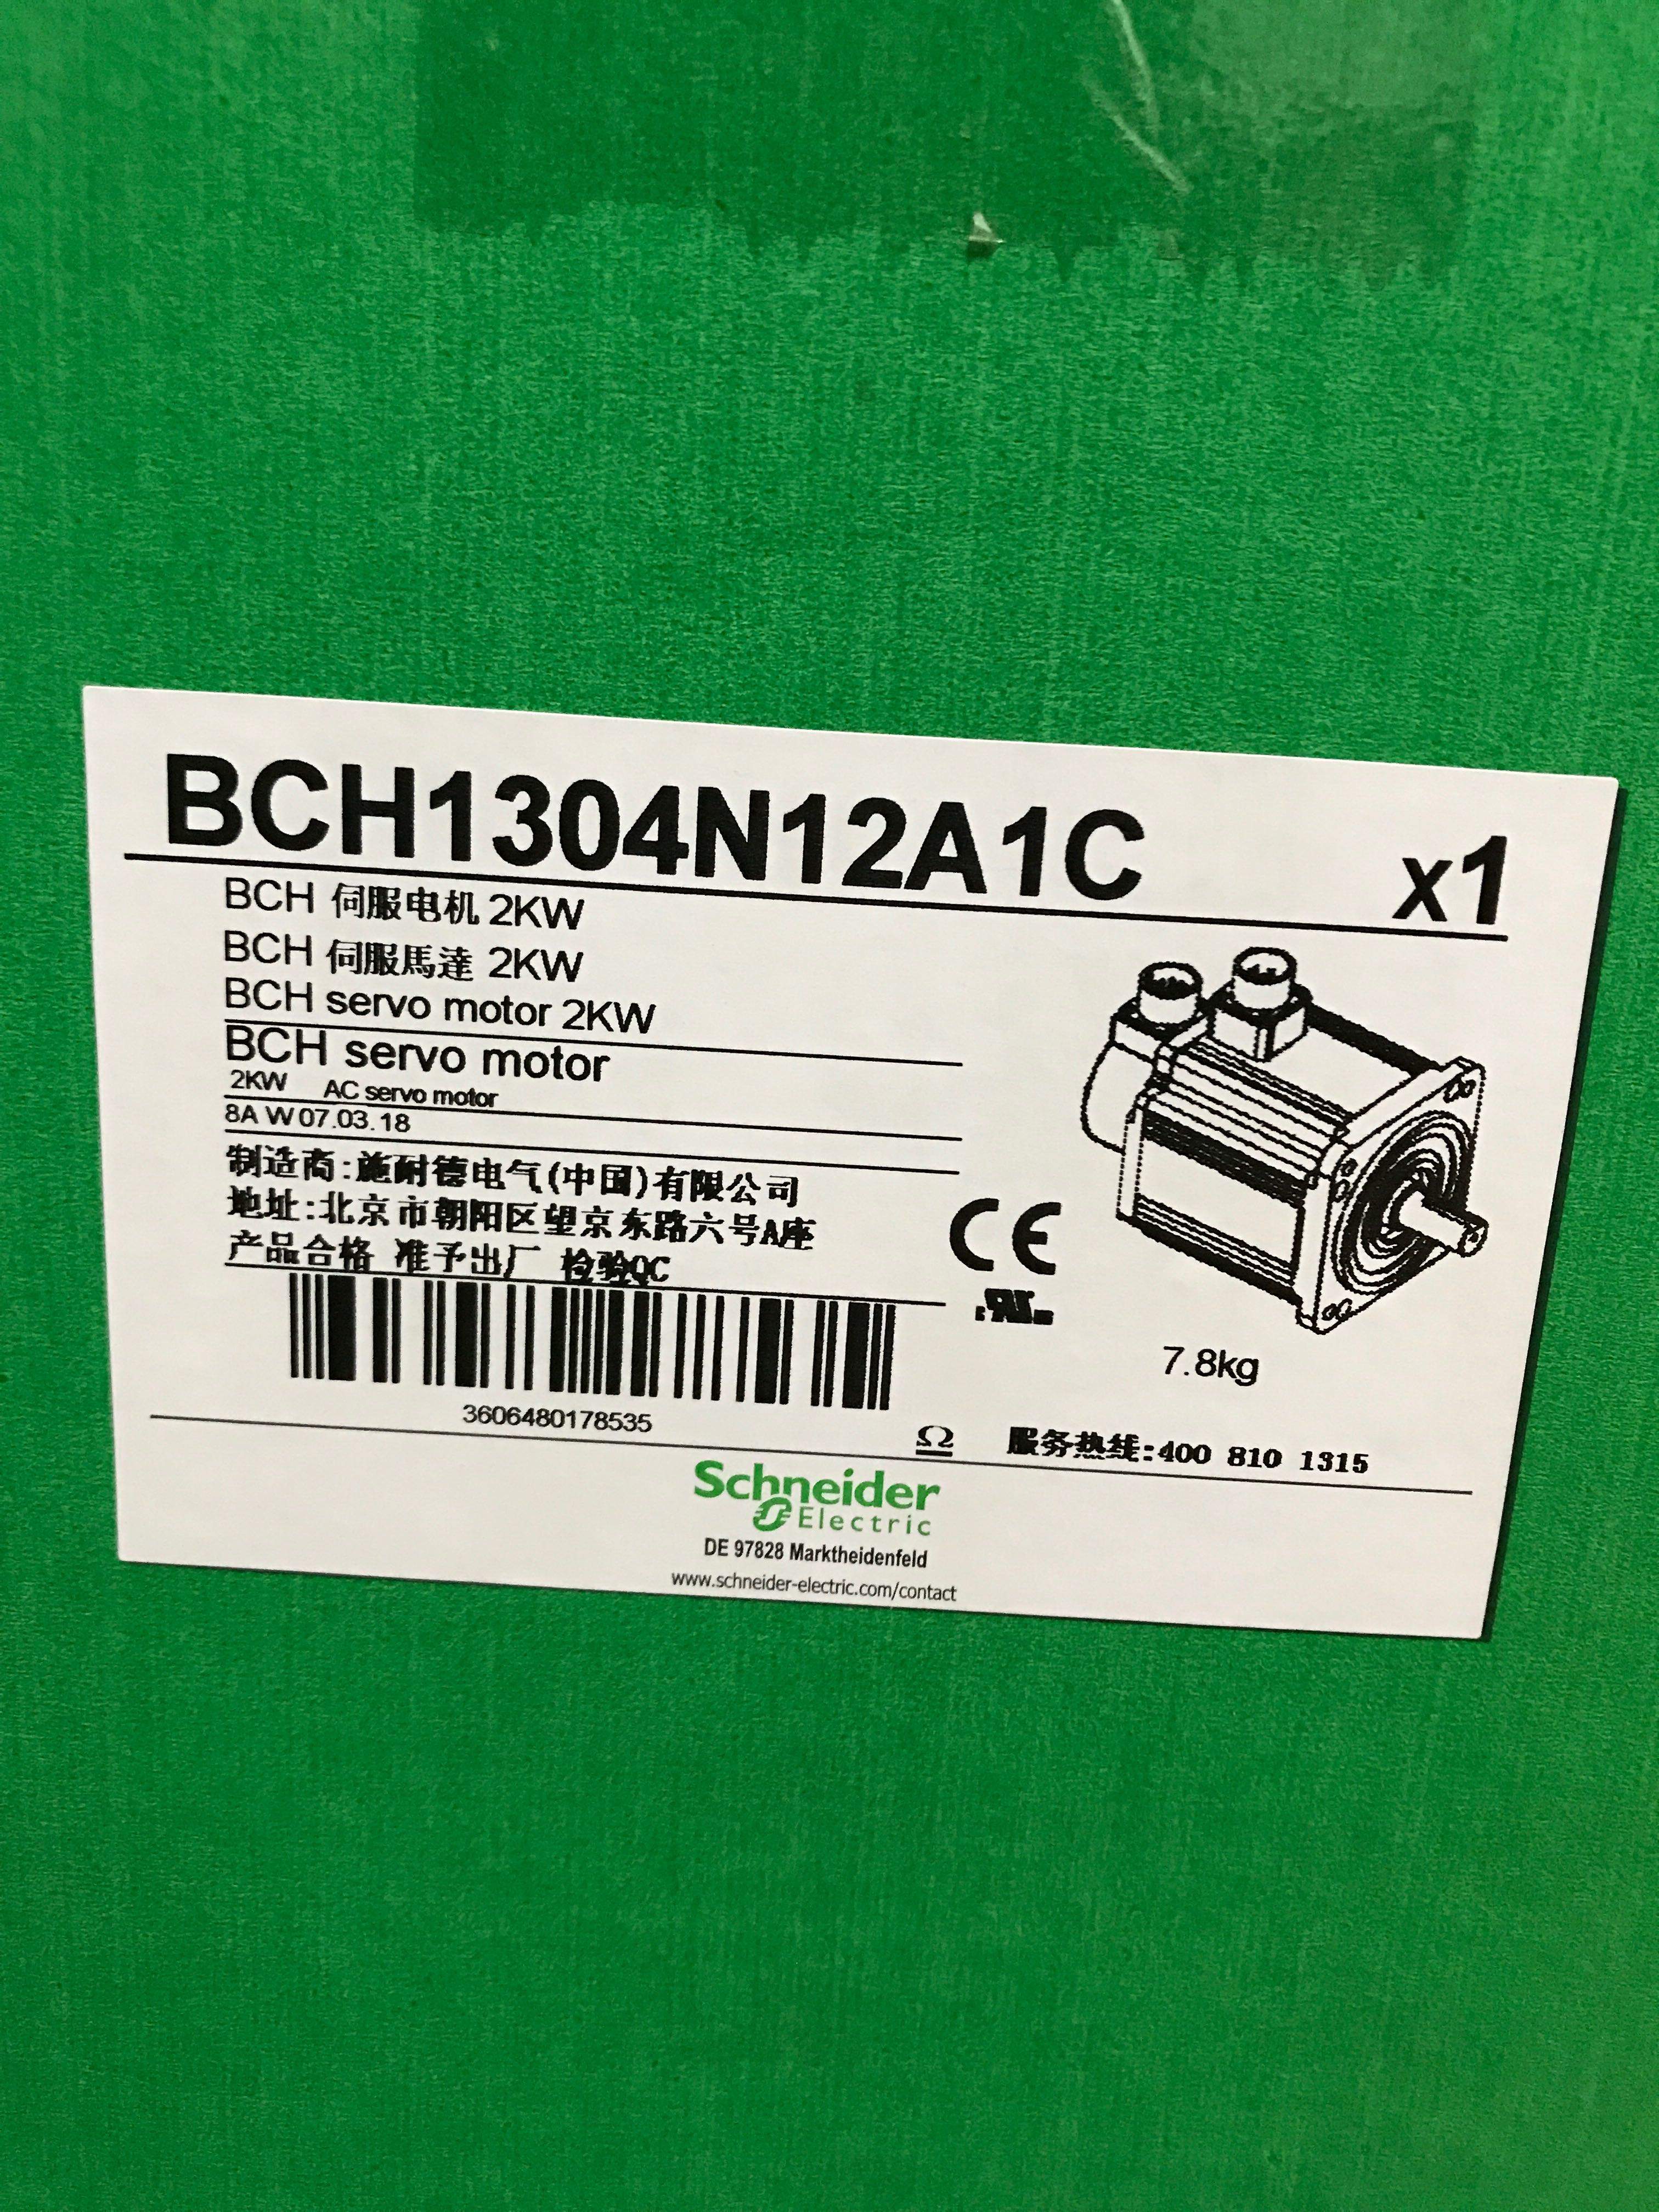 BCH1304N12A1C x1
BCH 伺服电机 2KW
BCH 伺服馬達 2KW
BCH servo motor 2KW
BCH servo motor
2KW AC servo motor
8A W 07.03.18
制造商:施耐德电气(中国)有限公司
地址:北京市朝阳区望京东路六号A座
产品合格 准予出厂 检验QC
CE
7.8kg
3606480178535
Ω 服务热线:400 810 1315
Schneider
Electric
DE 97828 Marktheidenfeld
www.schneider-electric.com/contact